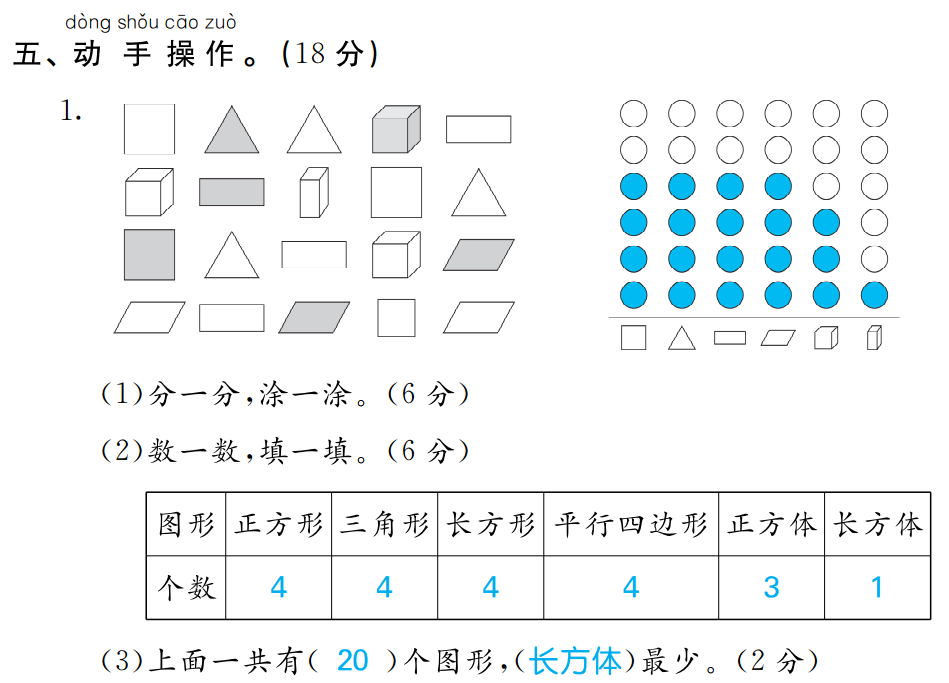 dòng shǒu cāo zuò
五、动 手 操 作。(18 分)
1.
(1)分一分,涂一涂。(6 分)
(2)数一数,填一填。(6 分)
图形 正方形 三角形 长方形 平行四边形 正方体 长方体
个数 4 4 4 4 3 1
(3)上面一共有( 20 )个图形,(长方体)最少。(2 分)